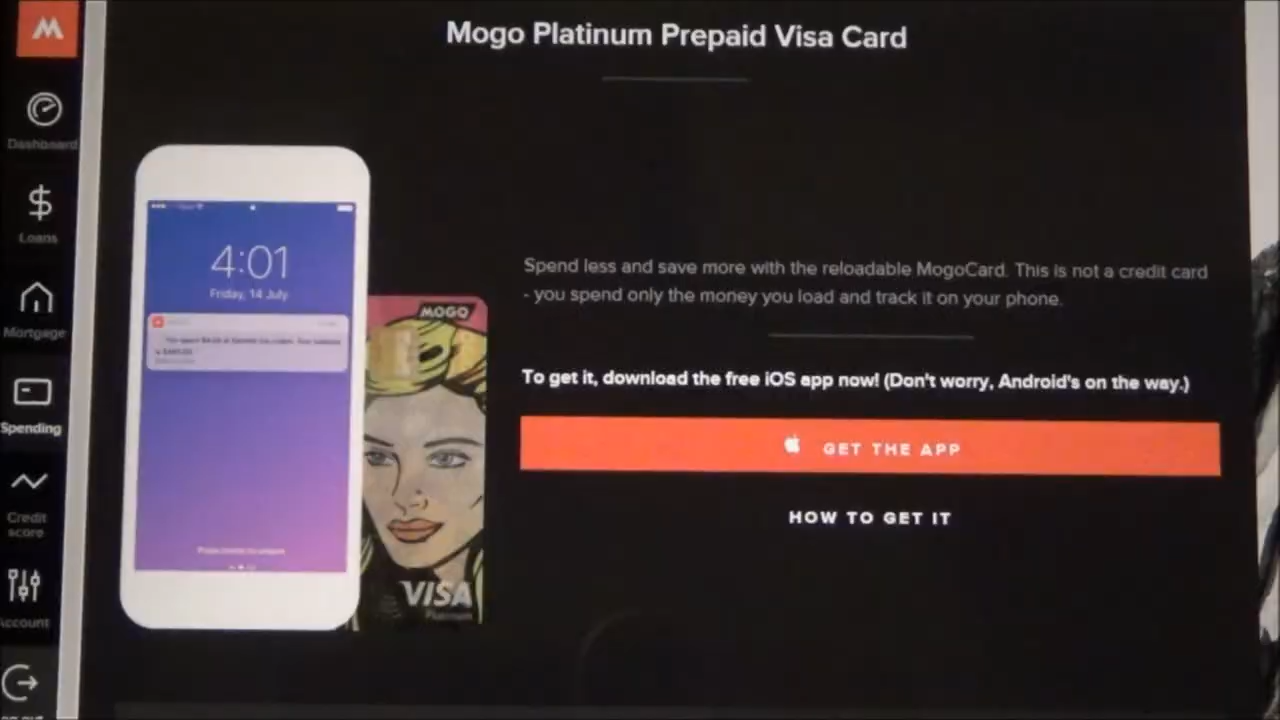 Mogo Platinum Prepaid Visa Card
Dashboard
Loans
Mortgage
Spending
Credit
score
Account
4:01
Friday, 14 July
MOGO
VISA
Platinum
Spend less and save more with the reloadable MogoCard. This is not a credit card
- you spend only the money you load and track it on your phone.
To get it, download the free iOS app now! (Don't worry, Android's on the way.)
GET THE APP
HOW TO GET IT